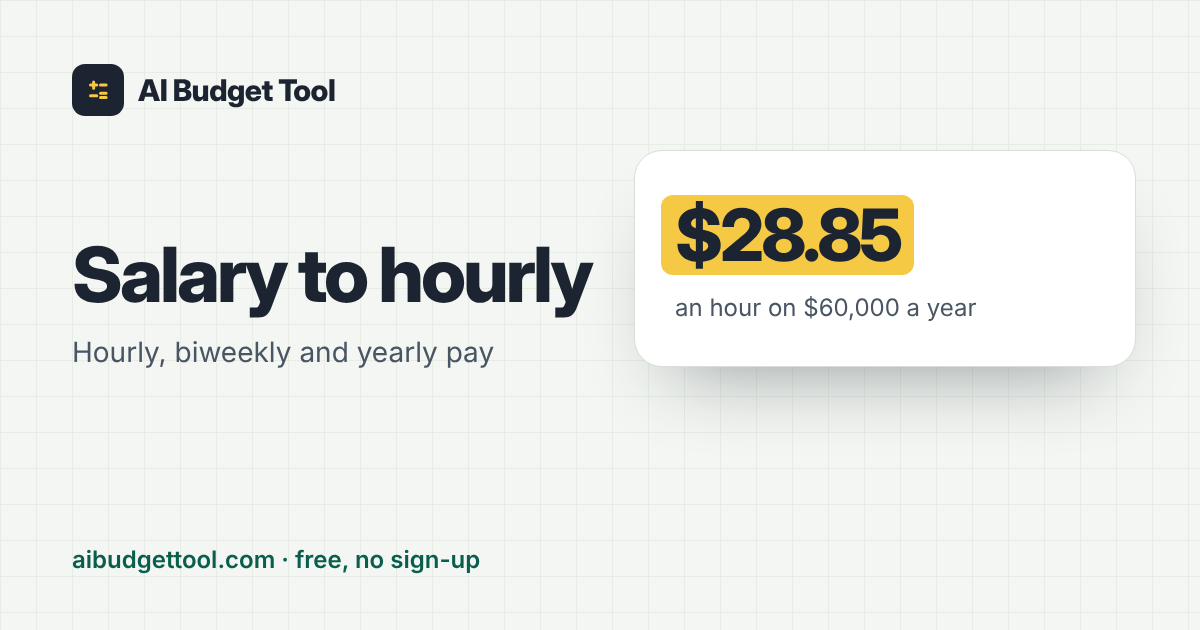 AI Budget Tool
Salary to hourly
Hourly, biweekly and yearly pay
$28.85
an hour on $60,000 a year
aibudgettool.com · free, no sign-up